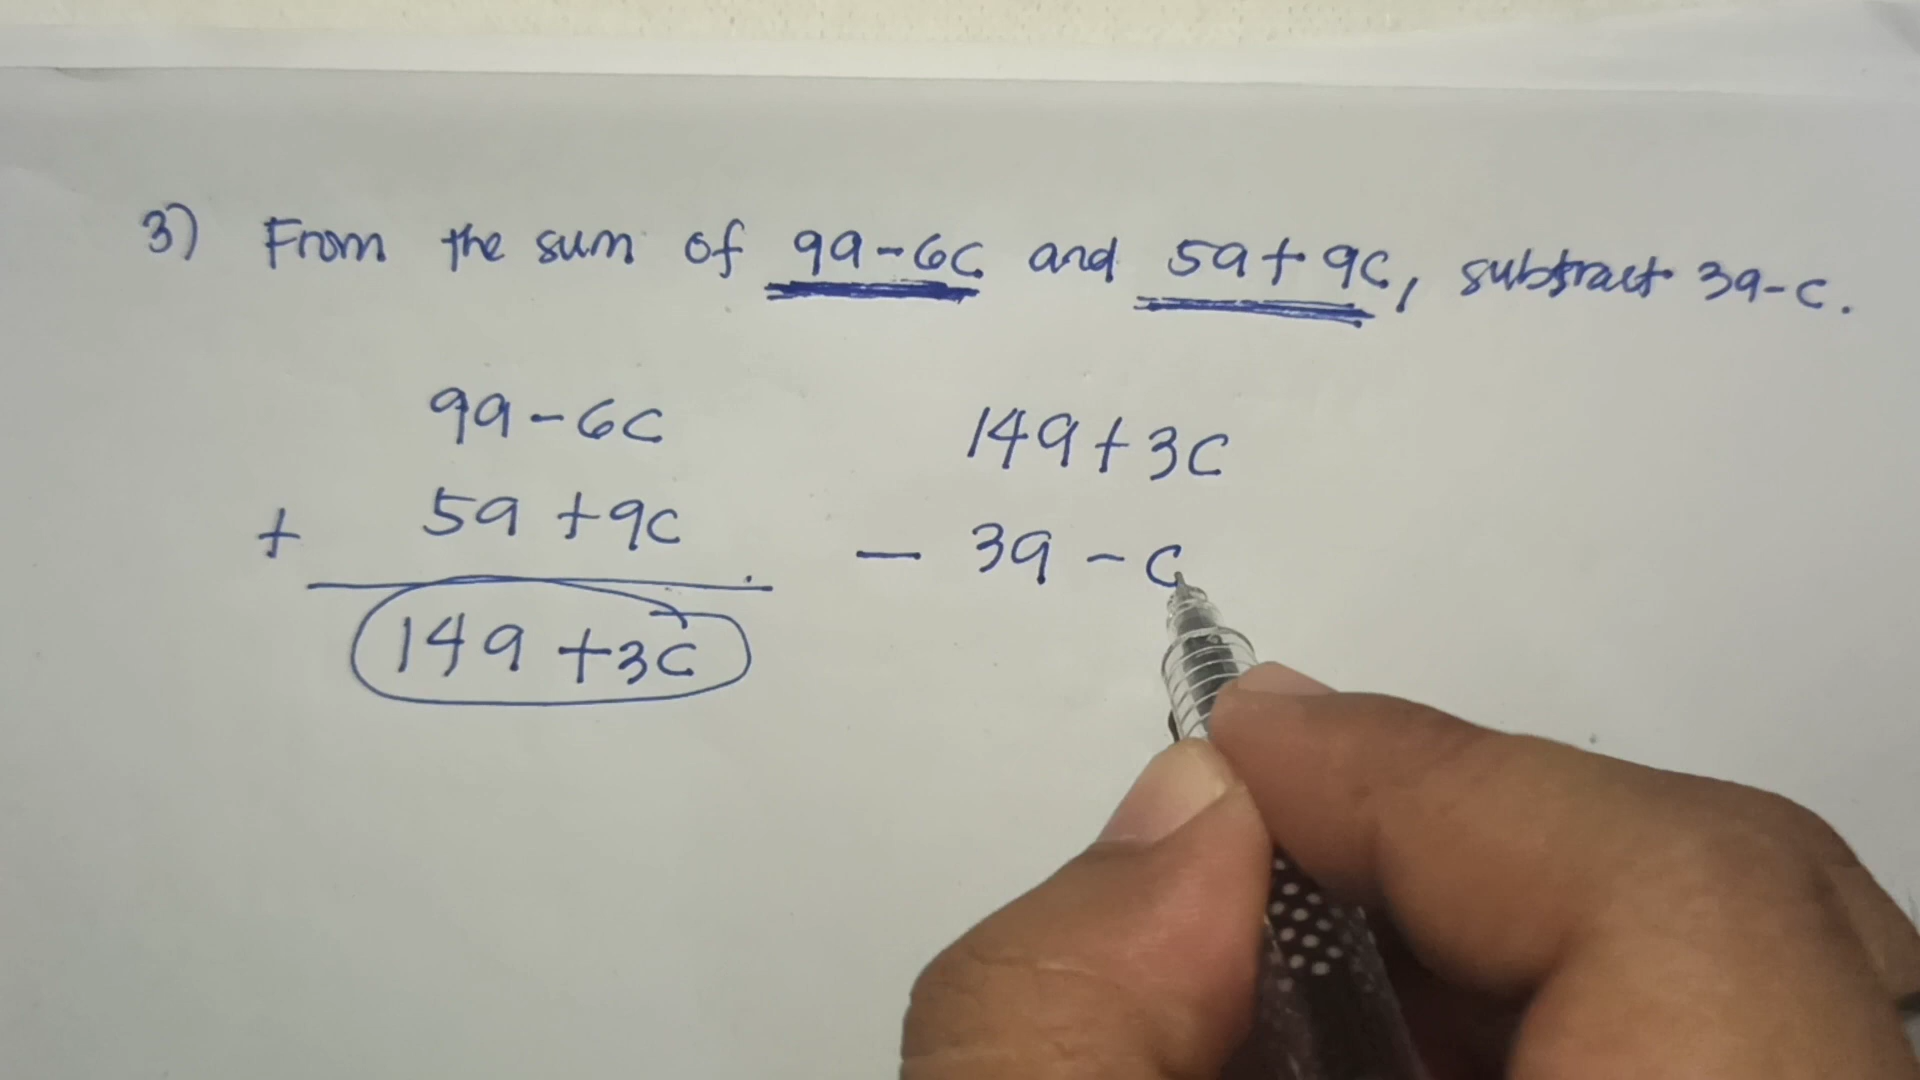 3) From the sum of 9a-6c and 5a+9c, subtract 3a-c.
9a-6c
+ 5a+9c
14a+3c
14a+3c
- 3a-c